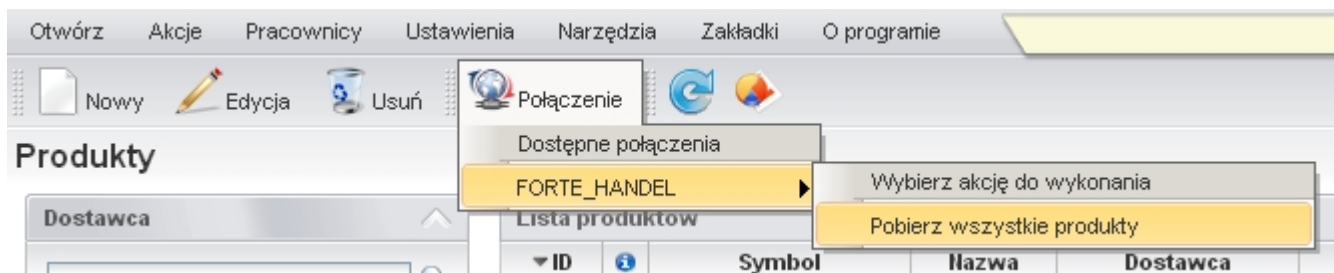 Otwórz Akcje Pracownicy Ustawienia Narzędzia Zakładki O programie
Nowy Edycja Usuń Połączenie
Dostępne połączenia
Produkty
FORTE_HANDEL Wybierz akcję do wykonania
Dostawca Lista produktów Pobierz wszystkie produkty
ID Symbol Nazwa Dostawca